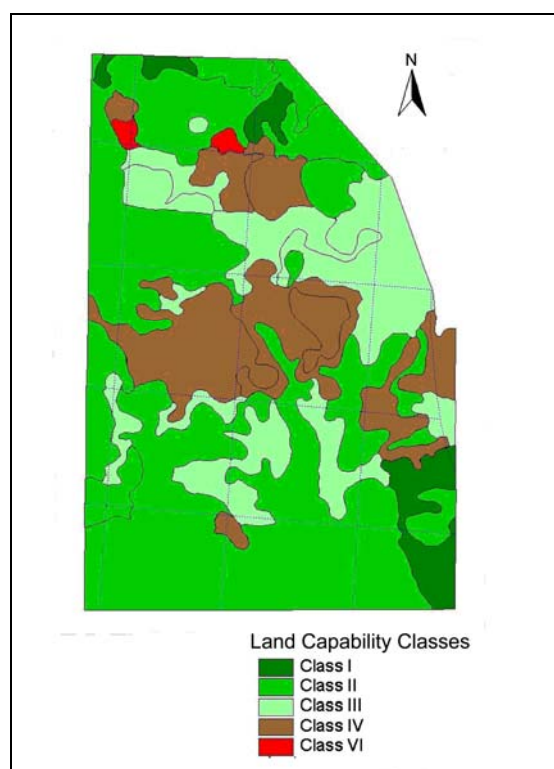 N
Land Capability Classes
Class I
Class II
Class III
Class IV
Class VI